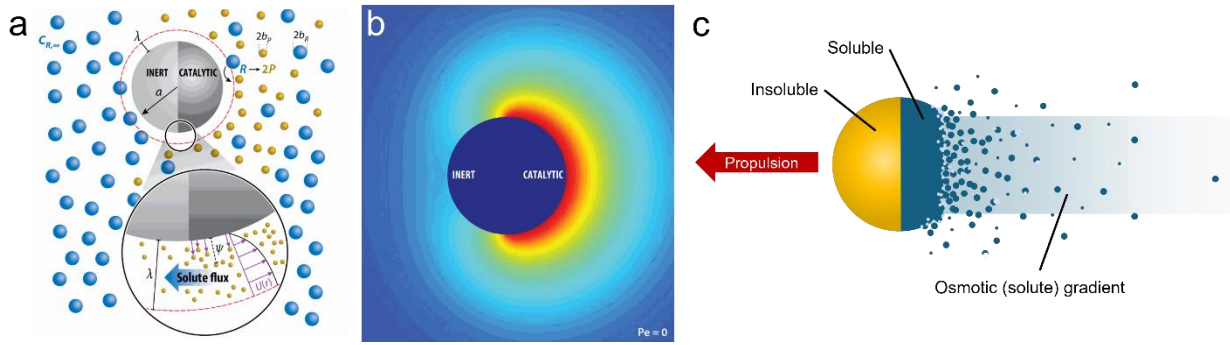 a
C_{R,∞}
λ
2b_P
2b_R
INERT
CATALYTIC
R → 2P
a
ψ
λ
Solute flux
U(r)
b
INERT
CATALYTIC
Pe = 0
c
Soluble
Insoluble
Propulsion
Osmotic (solute) gradient